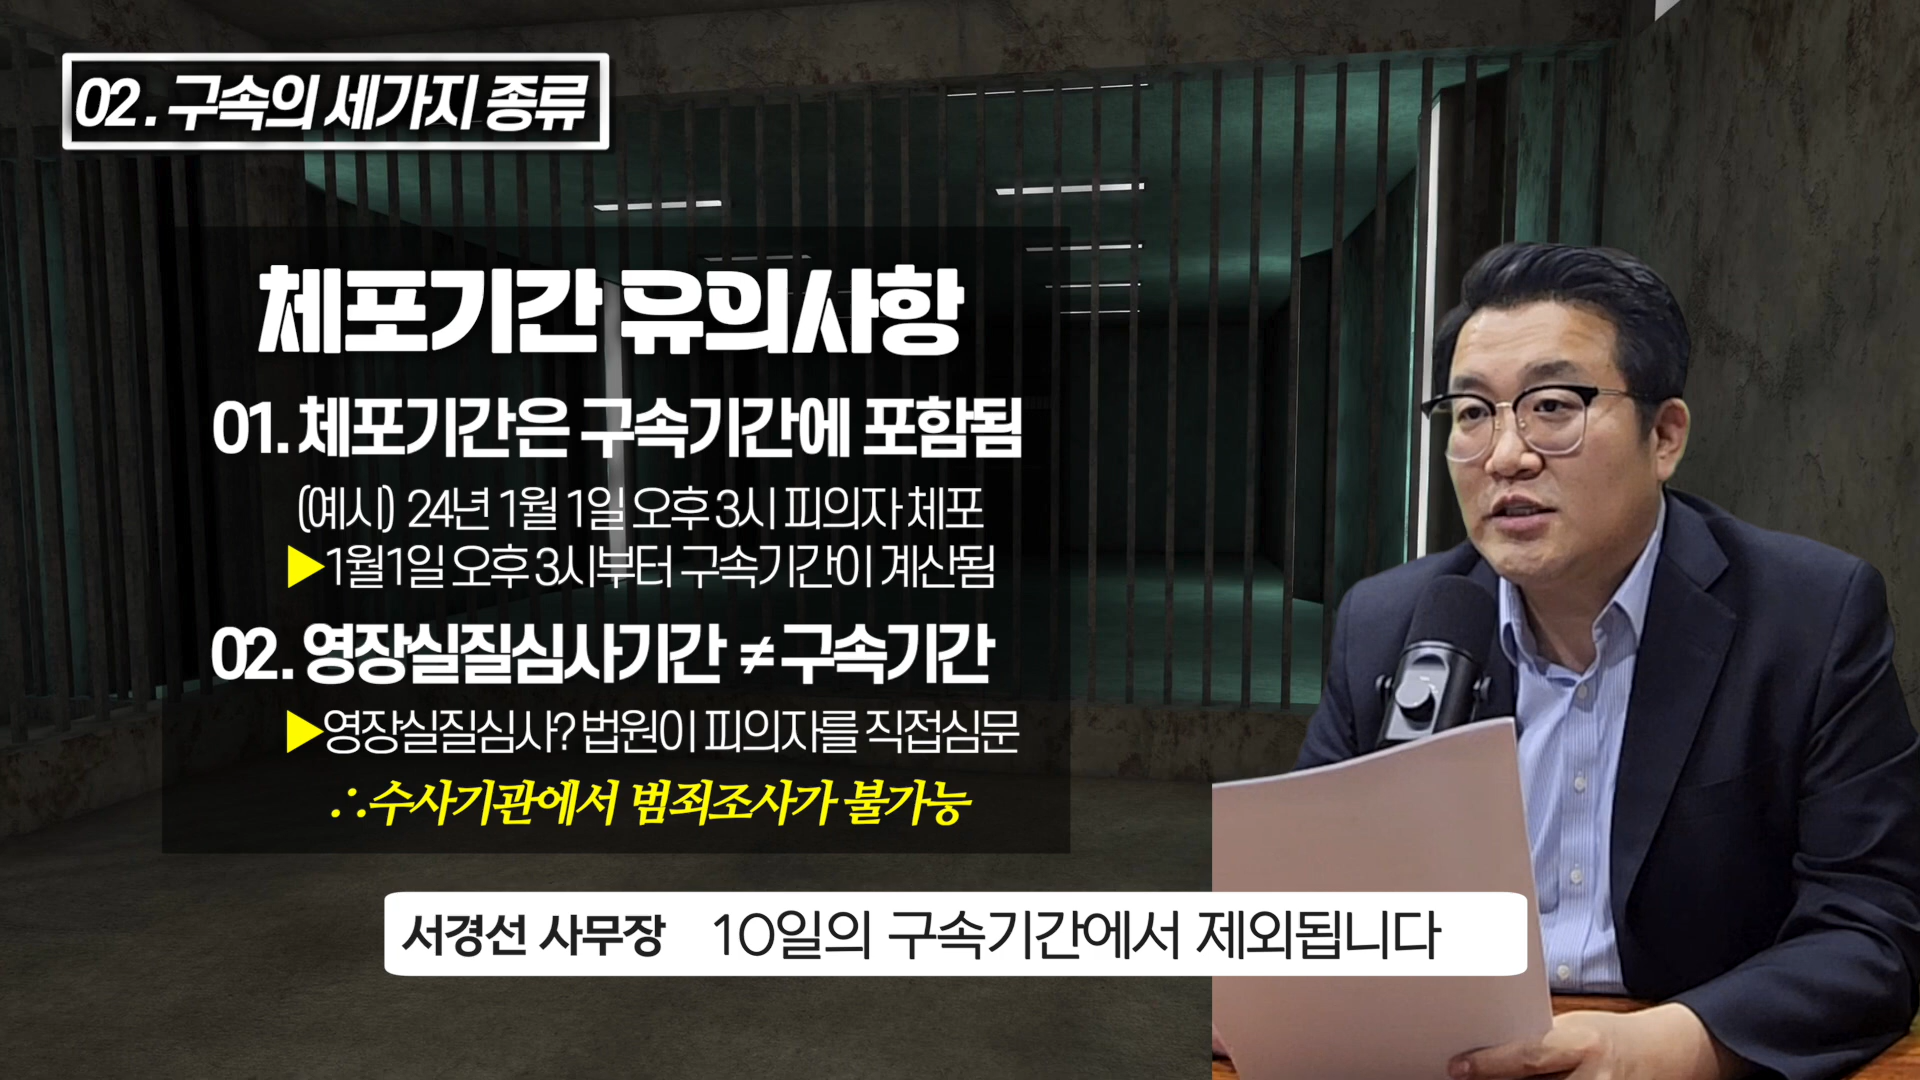 02. 구속의 세가지 종류
체포기간 유의사항
01. 체포기간은 구속기간에 포함됨
(예시) 24년 1월 1일 오후 3시 피의자 체포
▶1월1일 오후 3시부터 구속기간이 계산됨
02. 영장실질심사기간 ≠ 구속기간
▶영장실질심사? 법원이 피의자를 직접심문
∴수사기관에서 범죄조사가 불가능
서경선 사무장 10일의 구속기간에서 제외됩니다